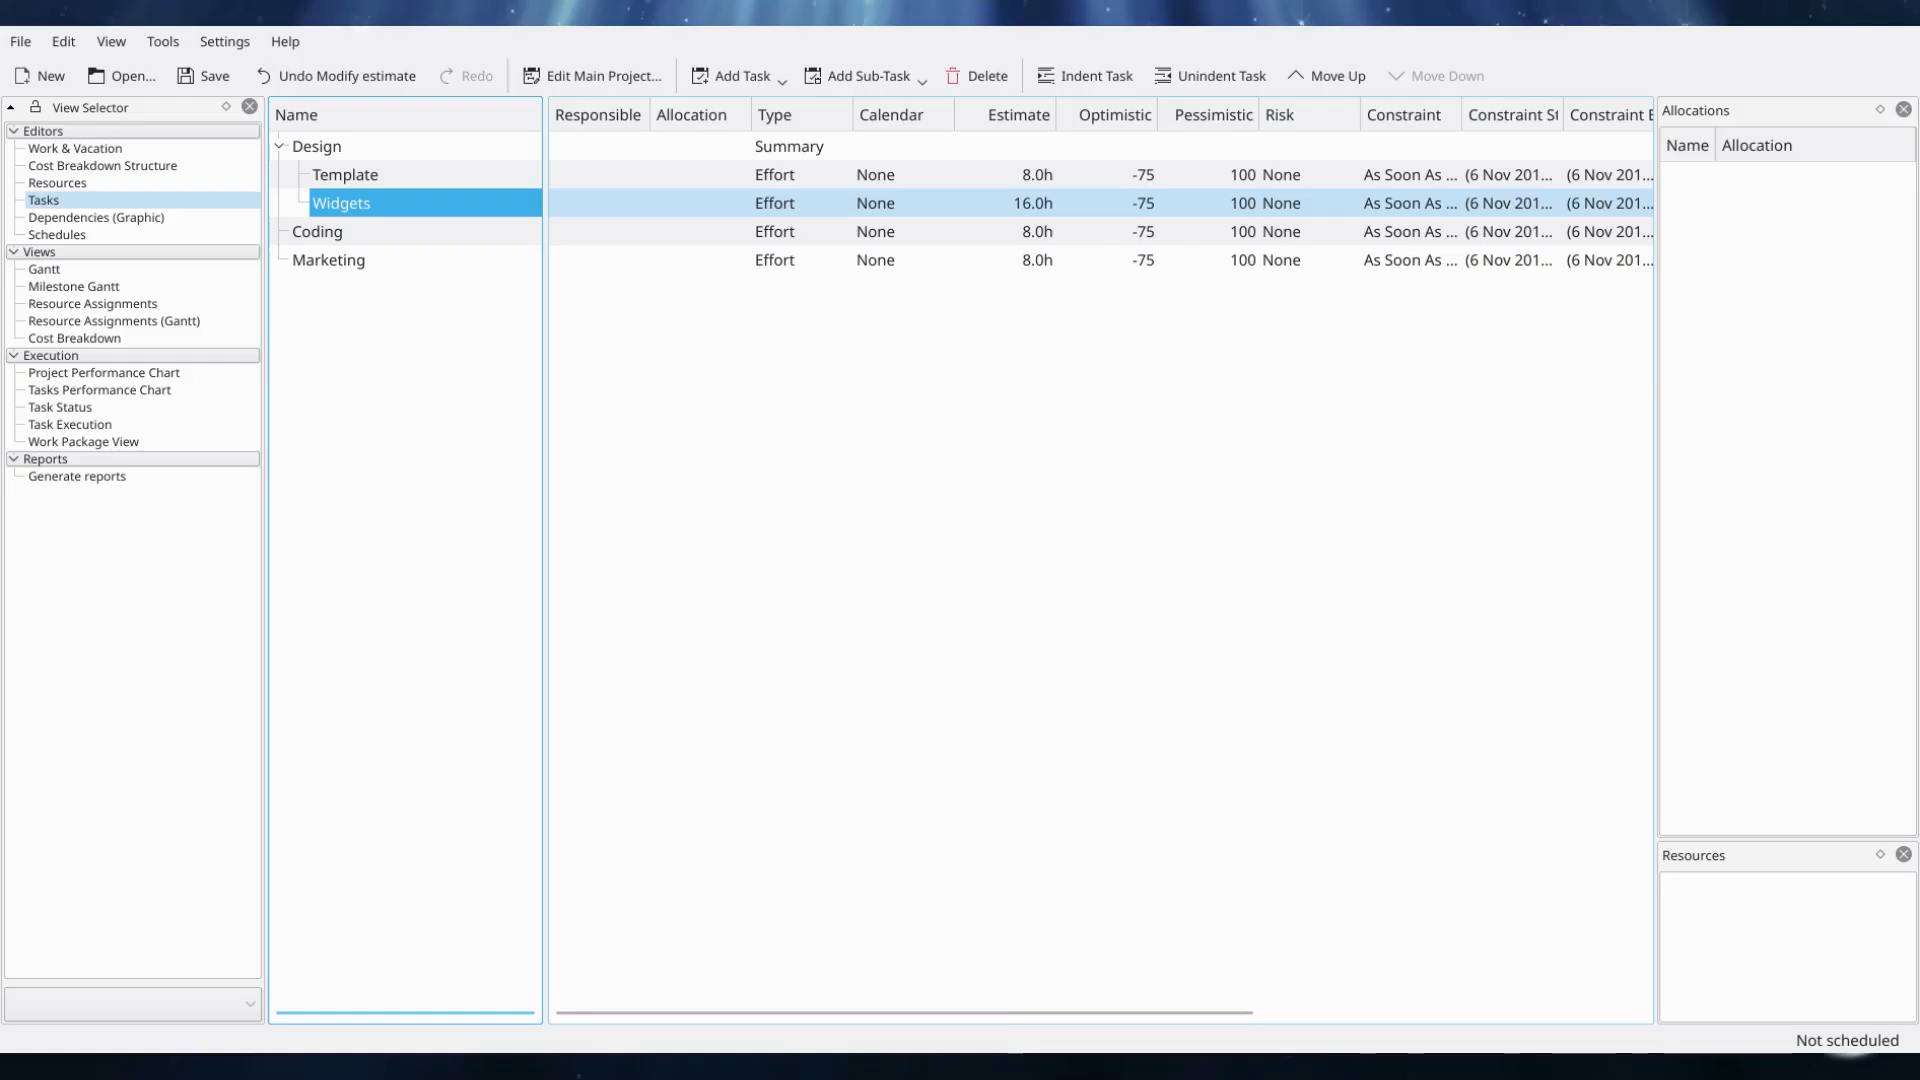 File Edit View Tools Settings Help
New Open... Save Undo Modify estimate Redo Edit Main Project... Add Task Add Sub-Task Delete Indent Task Unindent Task Move Up Move Down
View Selector
Editors
Work & Vacation
Cost Breakdown Structure
Resources
Tasks
Dependencies (Graphic)
Schedules
Views
Gantt
Milestone Gantt
Resource Assignments
Resource Assignments (Gantt)
Cost Breakdown
Execution
Project Performance Chart
Tasks Performance Chart
Task Status
Task Execution
Work Package View
Reports
Generate reports
Name Responsible Allocation Type Calendar Estimate Optimistic Pessimistic Risk Constraint Constraint St Constraint E
Design Summary
Template Effort None 8.0h -75 100 None As Soon As ... (6 Nov 201... (6 Nov 201...
Widgets Effort None 16.0h -75 100 None As Soon As ... (6 Nov 201... (6 Nov 201...
Coding Effort None 8.0h -75 100 None As Soon As ... (6 Nov 201... (6 Nov 201...
Marketing Effort None 8.0h -75 100 None As Soon As ... (6 Nov 201... (6 Nov 201...
Allocations
Name Allocation
Resources
Not scheduled